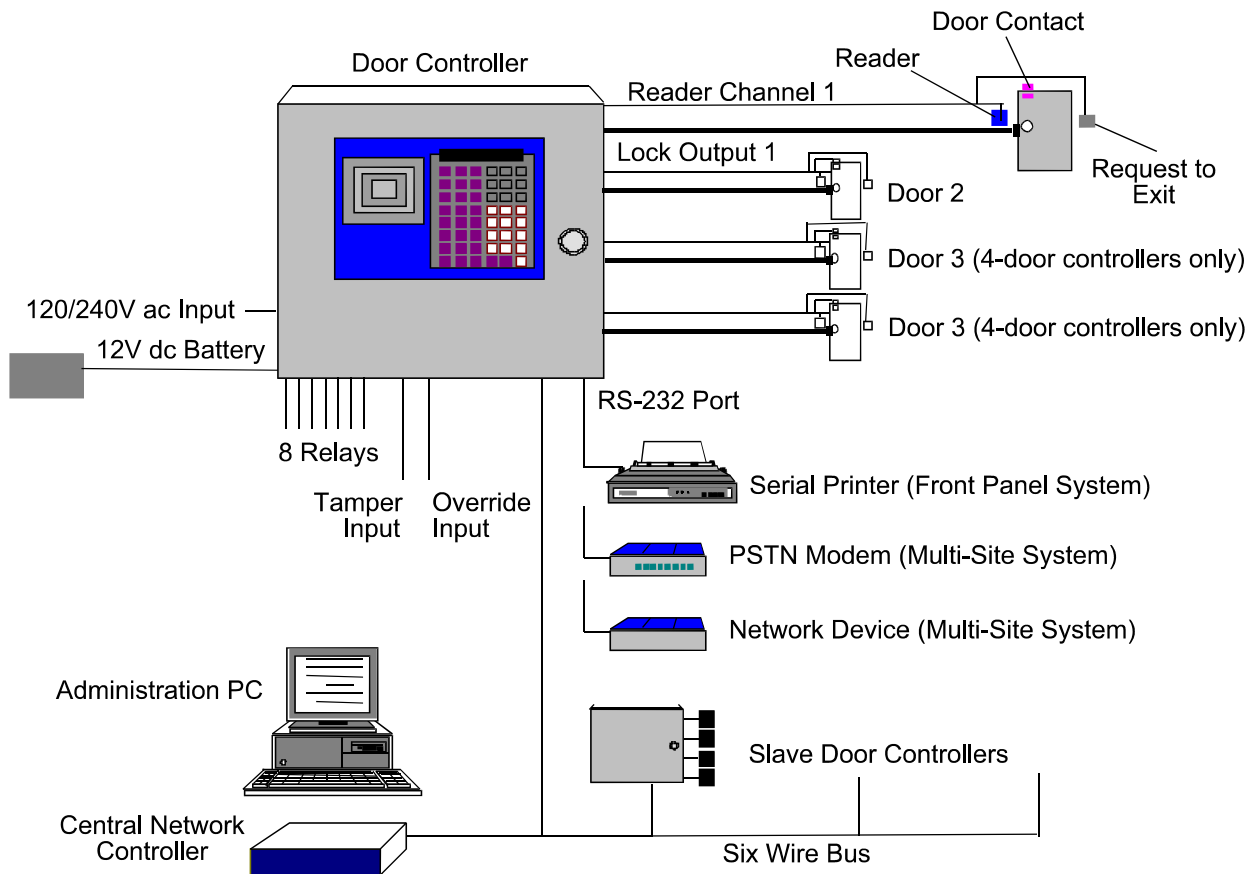 Door Contact
Door Controller
Reader
Reader Channel 1
Lock Output 1
Request to
Exit
Door 2
Door 3 (4-door controllers only)
120/240V ac Input
Door 3 (4-door controllers only)
12V dc Battery
RS-232 Port
8 Relays
Serial Printer (Front Panel System)
Tamper
Input
Override
Input
PSTN Modem (Multi-Site System)
Network Device (Multi-Site System)
Administration PC
Slave Door Controllers
Central Network
Controller
Six Wire Bus